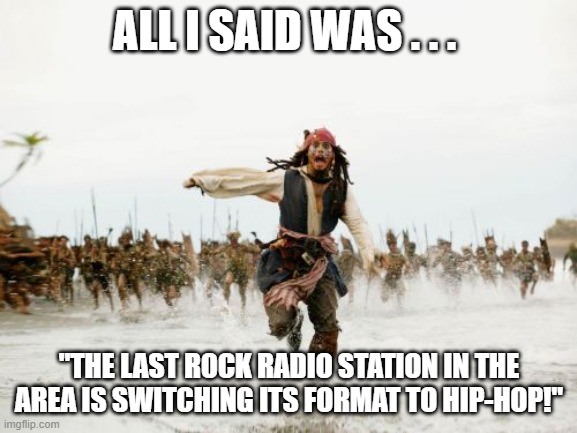 ALL I SAID WAS . . .
"THE LAST ROCK RADIO STATION IN THE
AREA IS SWITCHING ITS FORMAT TO HIP-HOP!"
imgflip.com